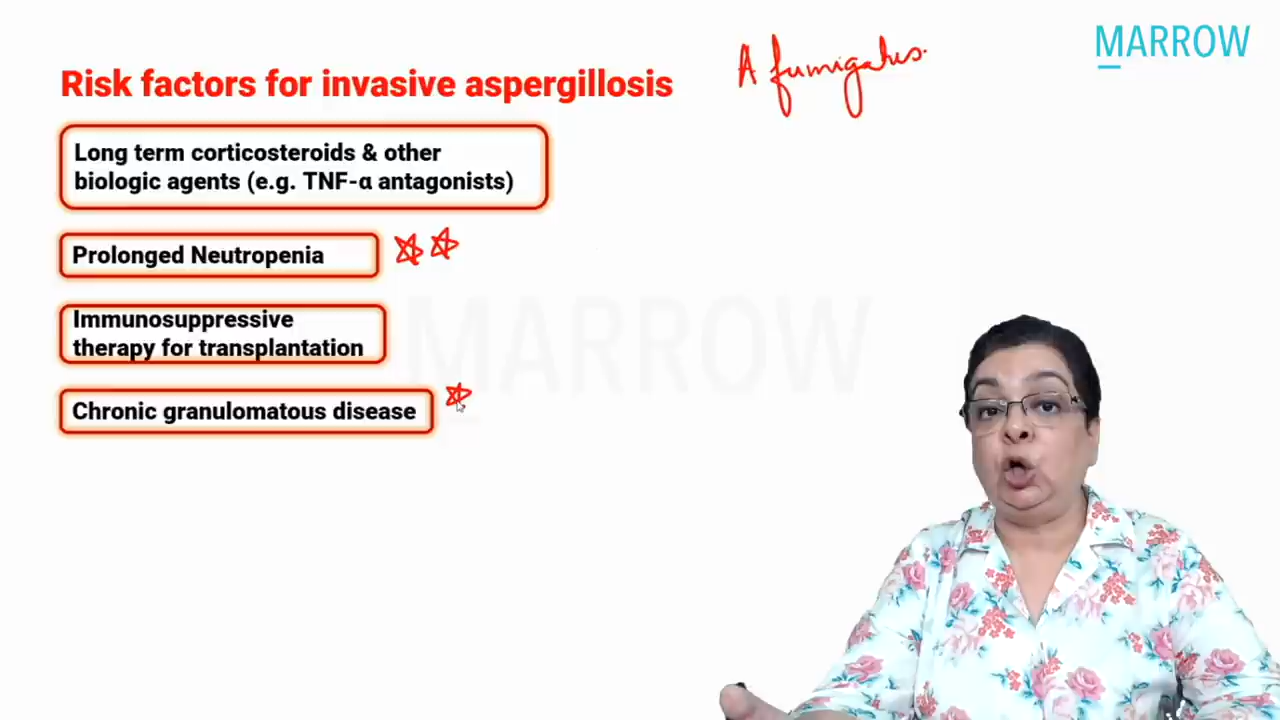 MARROW
A fumigatus.
Risk factors for invasive aspergillosis
Long term corticosteroids & other
biologic agents (e.g. TNF-α antagonists)
Prolonged Neutropenia
Immunosuppressive
therapy for transplantation
Chronic granulomatous disease
MARROW